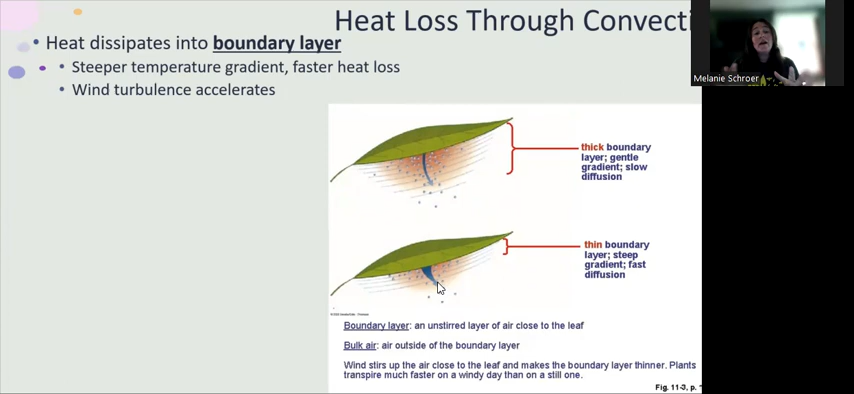 Heat Loss Through Convecti
• Heat dissipates into boundary layer
• Steeper temperature gradient, faster heat loss
• Wind turbulence accelerates
Melanie Schroer
thick boundary
layer; gentle
gradient; slow
diffusion
thin boundary
layer; steep
gradient; fast
diffusion
Boundary layer: an unstirred layer of air close to the leaf
Bulk air: air outside of the boundary layer
Wind stirs up the air close to the leaf and makes the boundary layer thinner. Plants
transpire much faster on a windy day than on a still one.
Fig. 11-3, p.